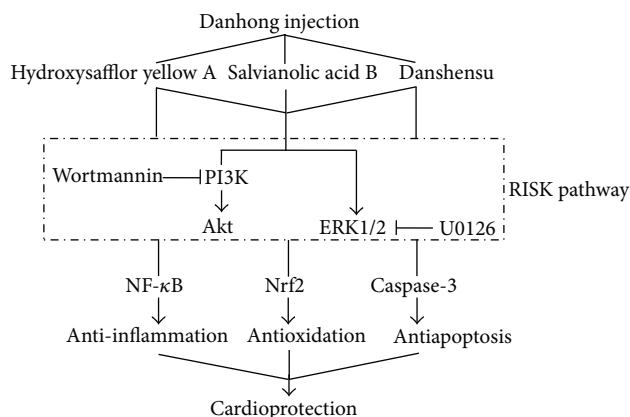 Danhong injection
Hydroxysafflor yellow A Salvianolic acid B Danshensu
Wortmannin PI3K
RISK pathway
Akt ERK1/2 U0126
NF-κB Nrf2 Caspase-3
Anti-inflammation Antioxidation Antiapoptosis
Cardioprotection